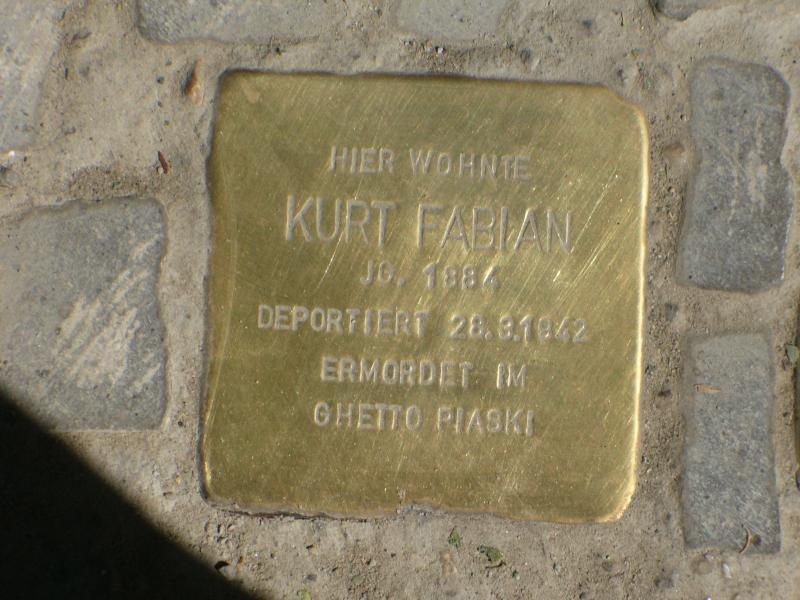 HIER WOHNTE
KURT FABIAN
JG. 1884
DEPORTIERT 28.3.1942
ERMORDET IM
GHETTO PIASKI